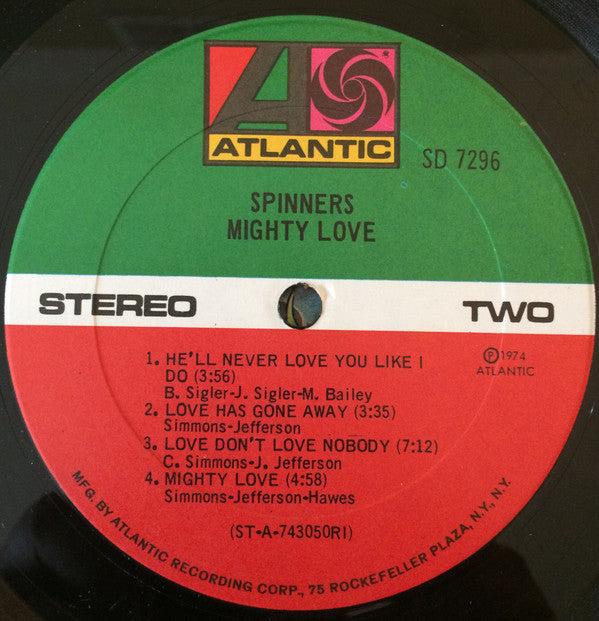 ATLANTIC
SD 7296
SPINNERS
MIGHTY LOVE
STEREO
TWO
℗1974
ATLANTIC
1. HE'LL NEVER LOVE YOU LIKE I
DO (3:56)
B. Sigler-J. Sigler-M. Bailey
2. LOVE HAS GONE AWAY (3:35)
Simmons-Jefferson
3. LOVE DON'T LOVE NOBODY (7:12)
C. Simmons-J. Jefferson
4. MIGHTY LOVE (4:58)
Simmons-Jefferson-Hawes
(ST-A-743050RI)
MFG. BY ATLANTIC RECORDING CORP., 75 ROCKEFELLER PLAZA, N.Y., N.Y.